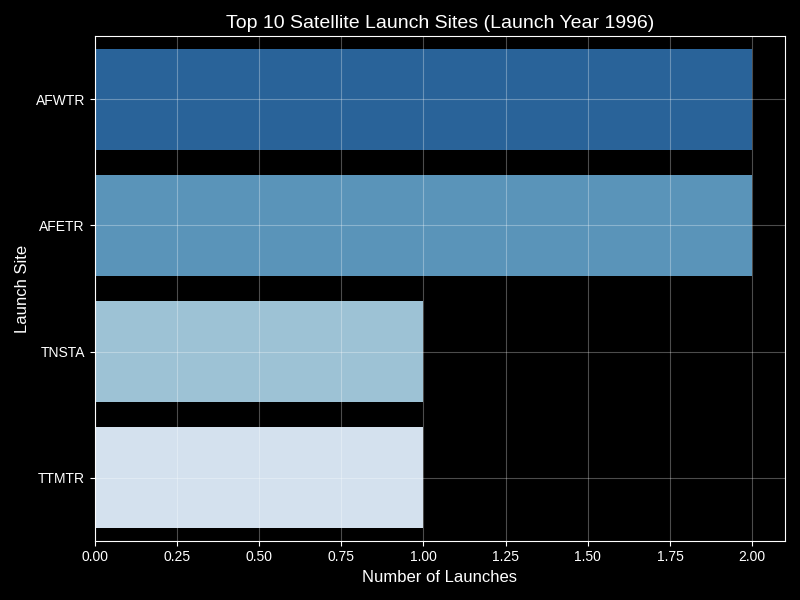 Top 10 Satellite Launch Sites (Launch Year 1996)
Launch Site
AFWTR
AFETR
TNSTA
TTMTR
0.00 0.25 0.50 0.75 1.00 1.25 1.50 1.75 2.00
Number of Launches